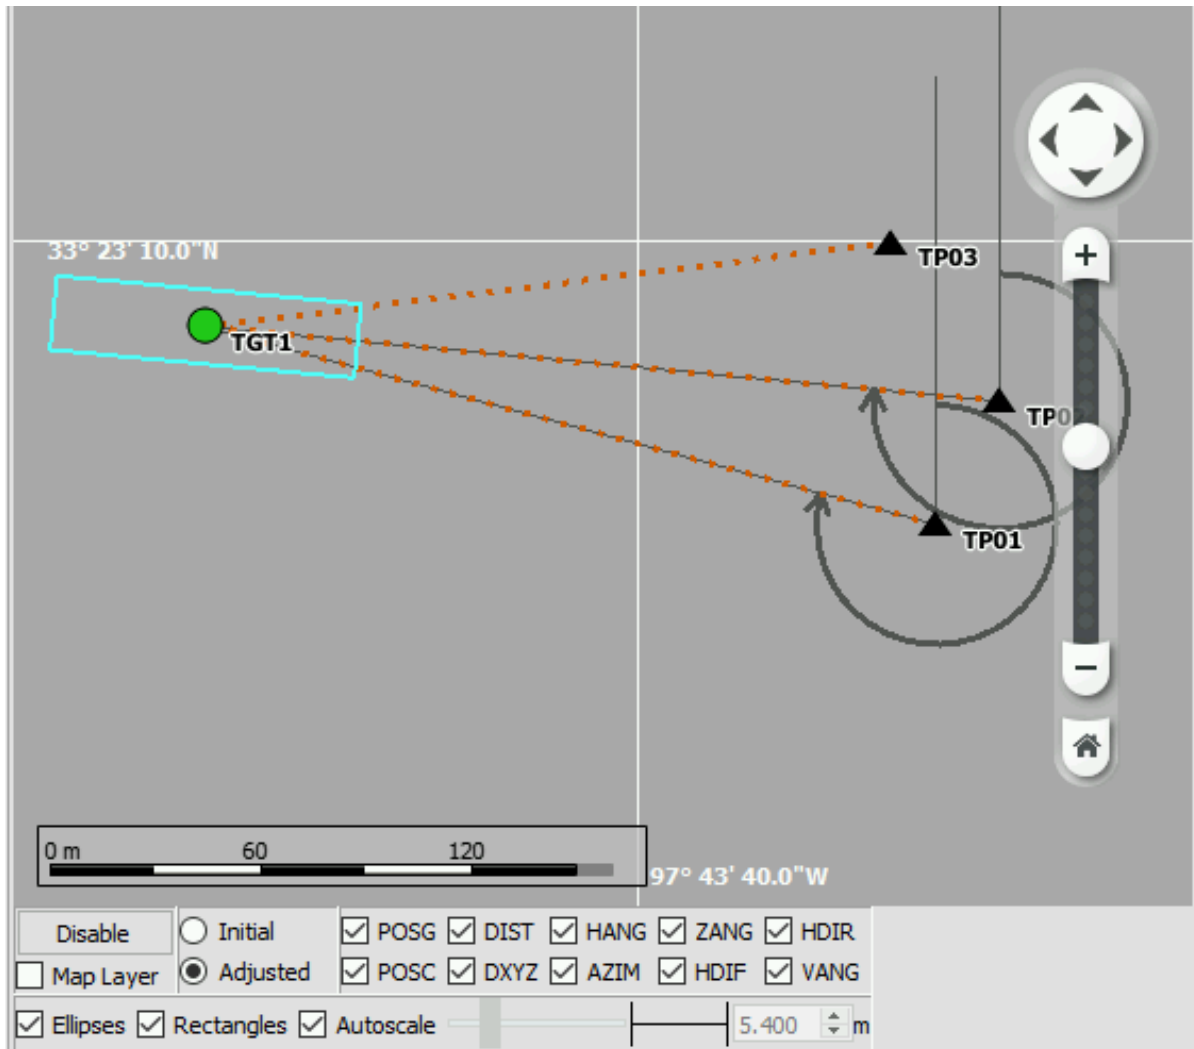 33° 23' 10.0"N
TP03
TGT1
TP02
TP01
0 m 60 120
97° 43' 40.0"W
Disable Initial POSG DIST HANG ZANG HDIR
Map Layer Adjusted POSC DXYZ AZIM HDIF VANG
Ellipses Rectangles Autoscale 5.400 m